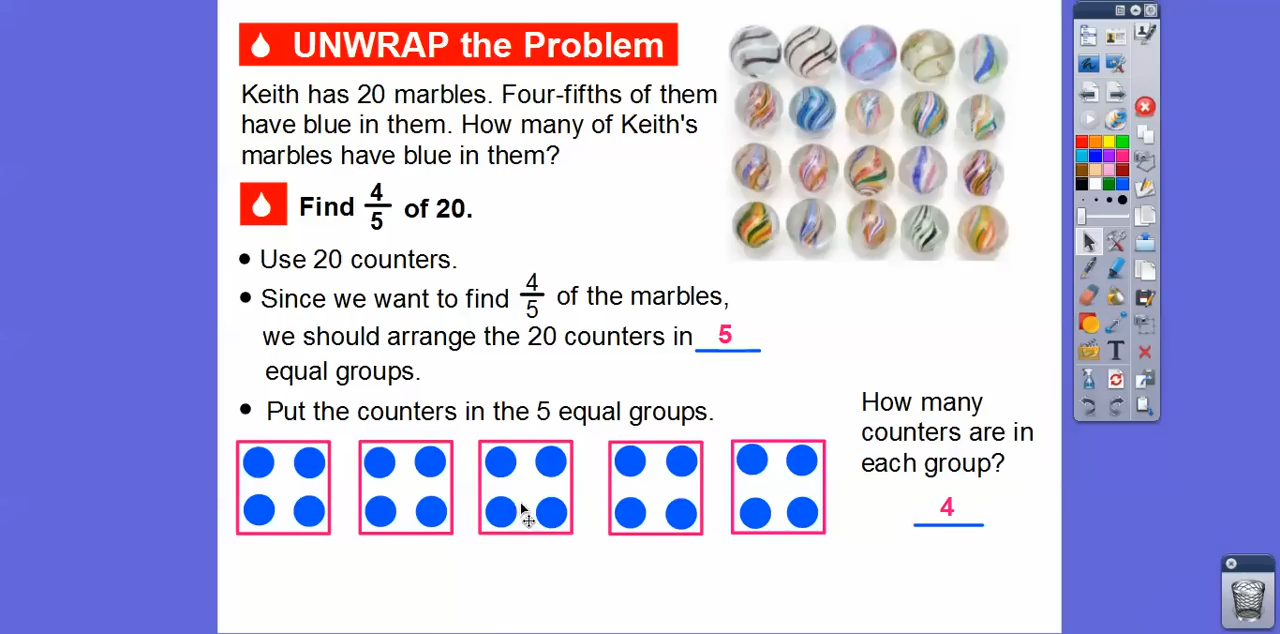 UNWRAP the Problem
Keith has 20 marbles. Four-fifths of them
have blue in them. How many of Keith's
marbles have blue in them?
Find 4/5 of 20.
• Use 20 counters.
• Since we want to find 4/5 of the marbles,
we should arrange the 20 counters in 5
equal groups.
• Put the counters in the 5 equal groups.
How many
counters are in
each group?
4
T